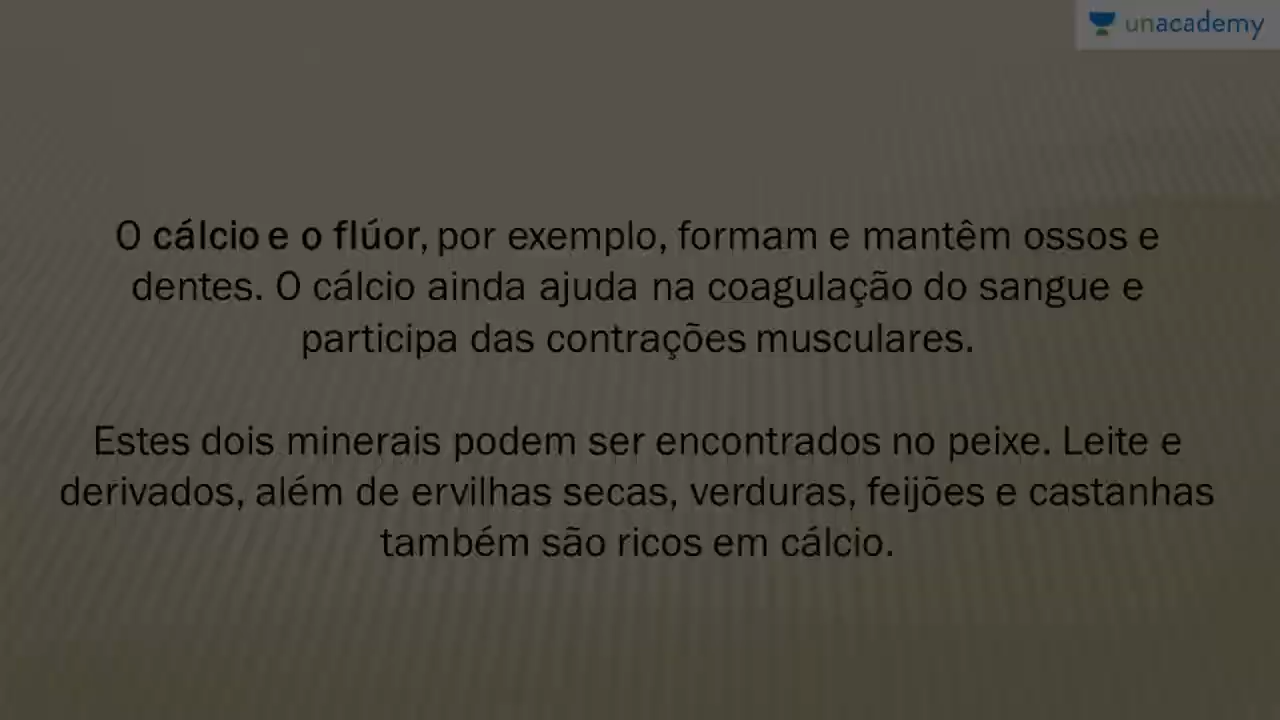 unacademy
O cálcio e o flúor, por exemplo, formam e mantêm ossos e
dentes. O cálcio ainda ajuda na coagulação do sangue e
participa das contrações musculares.
Estes dois minerais podem ser encontrados no peixe. Leite e
derivados, além de ervilhas secas, verduras, feijões e castanhas
também são ricos em cálcio.